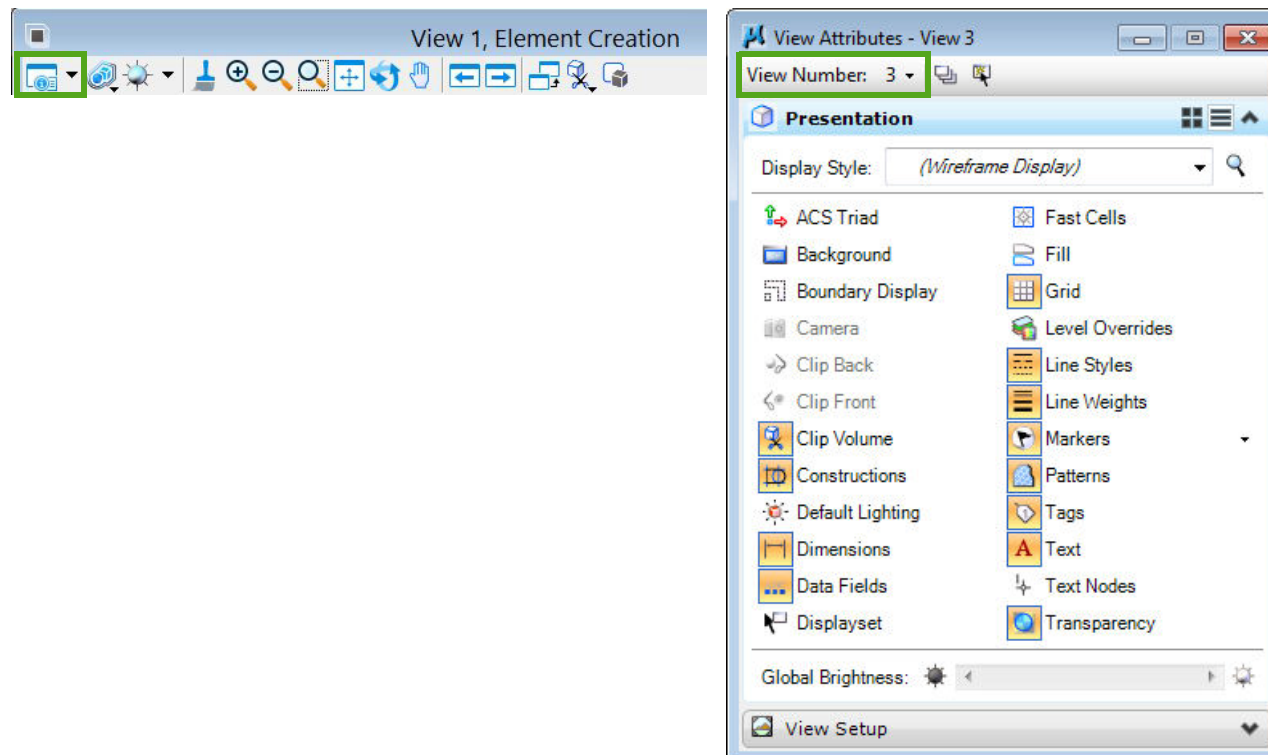 View 1, Element Creation
View Attributes - View 3
View Number: 3
Presentation
Display Style: (Wireframe Display)
ACS Triad
Fast Cells
Background
Fill
Boundary Display
Grid
Camera
Level Overrides
Clip Back
Line Styles
Clip Front
Line Weights
Clip Volume
Markers
Constructions
Patterns
Default Lighting
Tags
Dimensions
Text
Data Fields
Text Nodes
Displayset
Transparency
Global Brightness:
View Setup